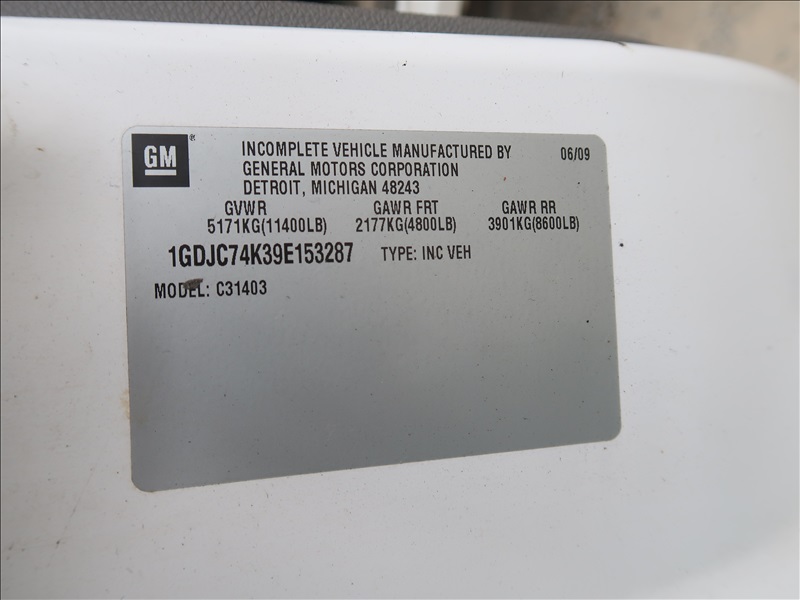 GM ®
INCOMPLETE VEHICLE MANUFACTURED BY 06/09
GENERAL MOTORS CORPORATION
DETROIT, MICHIGAN 48243
GVWR GAWR FRT GAWR RR
5171KG(11400LB) 2177KG(4800LB) 3901KG(8600LB)
1GDJC74K39E153287 TYPE: INC VEH
MODEL: C31403